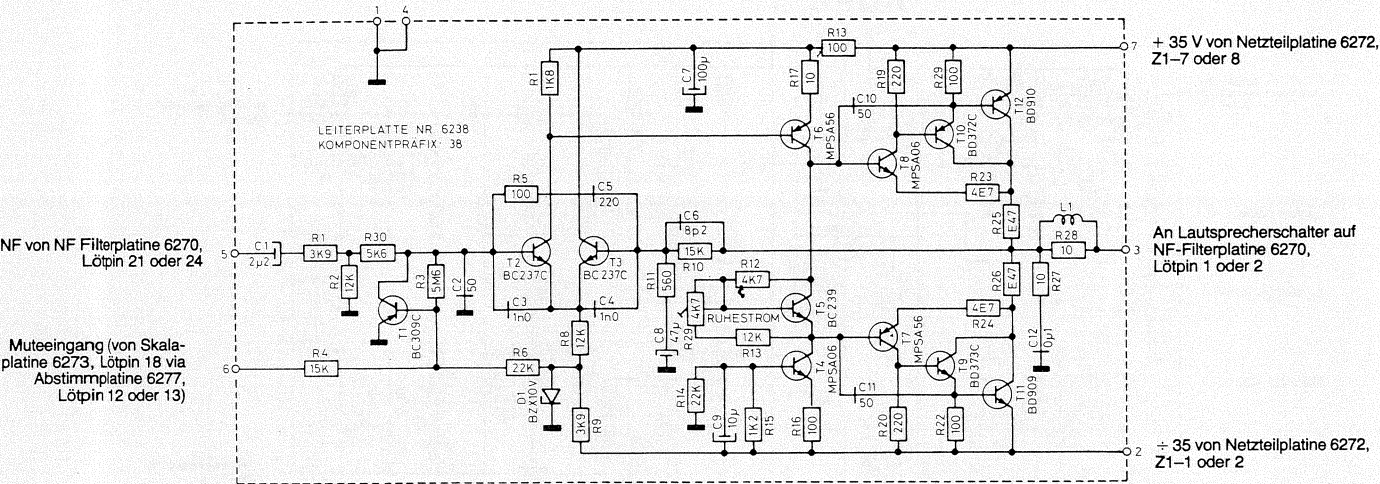 1
4
LEITERPLATTE NR 6238
KOMPONENTPRÄFIX: 38
R1
1K8
C7
100µ
R13
100
R17
10
R19
220
R29
100
7
+ 35 V von Netzteilplatine 6272,
Z1–7 oder 8
C10
50
T6
MPSA56
T8
MPSA06
T10
BD372C
T12
BD910
R23
4E7
R25
E47
R5
100
C5
220
C6
8p2
15K
R10
L1
R28
10
3
An Lautsprecherschalter auf
NF-Filterplatine 6270,
Lötpin 1 oder 2
NF von NF Filterplatine 6270,
Lötpin 21 oder 24
5
C1
2µ2
R1
3K9
R30
5K6
R2
12K
R3
5M6
C2
50
T1
BC309C
T2
BC237C
T3
BC237C
C3
1n0
C4
1n0
R8
12K
R11
560
C8
47µ
R29
4K7
R12
4K7
RUHESTROM
12K
R13
T5
BC239
T4
MPSA06
R26
E47
10
R27
C12
0µ1
4E7
R24
T7
MPSA56
T9
BD373C
T11
BD909
C11
50
Muteeingang (von Skala-
platine 6273, Lötpin 18 via
Abstimmplatine 6277,
Lötpin 12 oder 13)
6
R4
15K
R6
22K
D1
BZX10V
3K9
R9
R14
22K
C9
10µ
1K2
R15
R16
100
R20
220
R22
100
2
÷ 35 von Netzteilplatine 6272,
Z1–1 oder 2